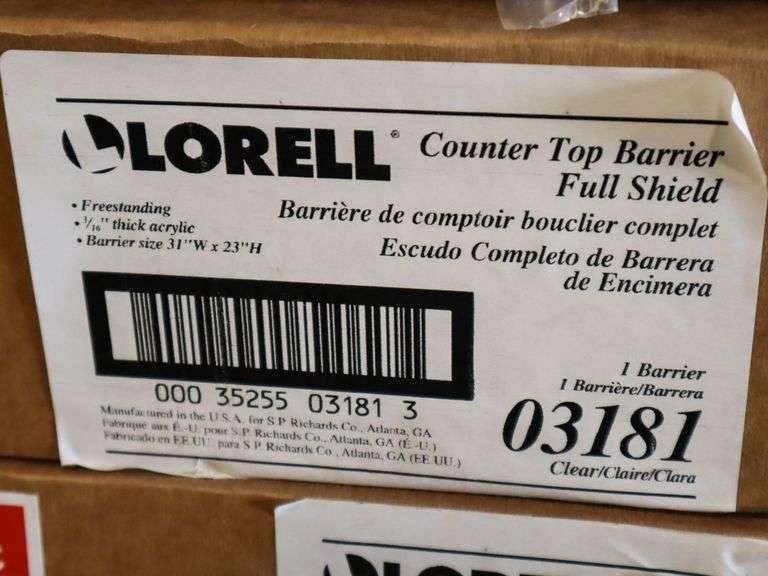 LORELL®
Counter Top Barrier
Full Shield
Barrière de comptoir bouclier complet
Escudo Completo de Barrera
de Encimera
• Freestanding
• 3/16" thick acrylic
• Barrier size 31"W x 23"H
000 35255 03181 3
Manufactured in the U.S.A. for S.P. Richards Co., Atlanta, GA
Fabriqué aux É.-U. pour S.P. Richards Co., Atlanta, GA (É.-U.)
Fabricado en EE.UU. para S.P. Richards Co., Atlanta, GA (EE.UU.)
1 Barrier
1 Barrière/Barrera
03181
Clear/Claire/Clara
LORELL